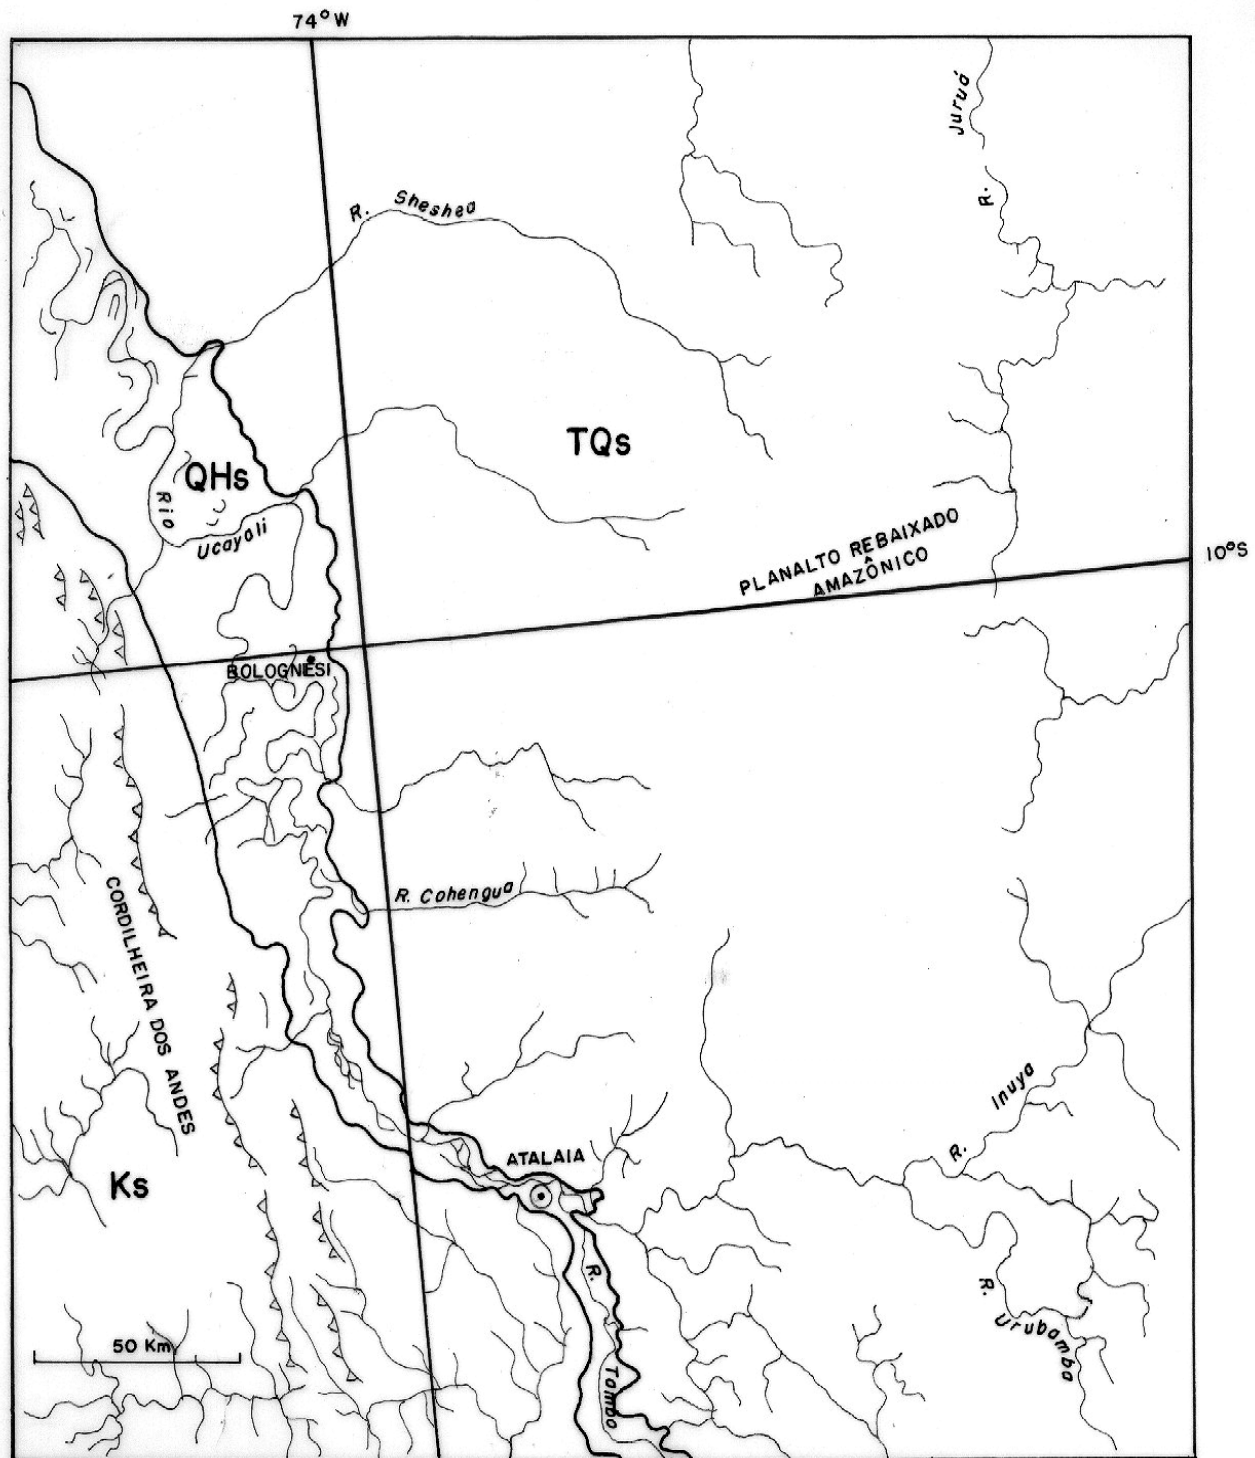 74°W
Juruá
R.
R. Sheshea
TQs
QHs
Rio
Ucayali
PLANALTO REBAIXADO
AMAZÔNICO
10°S
BOLOGNESI
R. Cohengua
CORDILHEIRA DOS ANDES
R. Inuya
ATALAIA
Ks
R.
Tambo
R.
Urubamba
50 Km